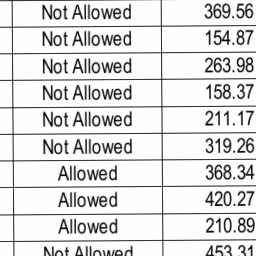 Not Allowed 369.56
Not Allowed 154.87
Not Allowed 263.98
Not Allowed 158.37
Not Allowed 211.17
Not Allowed 319.26
Allowed 368.34
Allowed 420.27
Allowed 210.89
Not Allowed 453.31